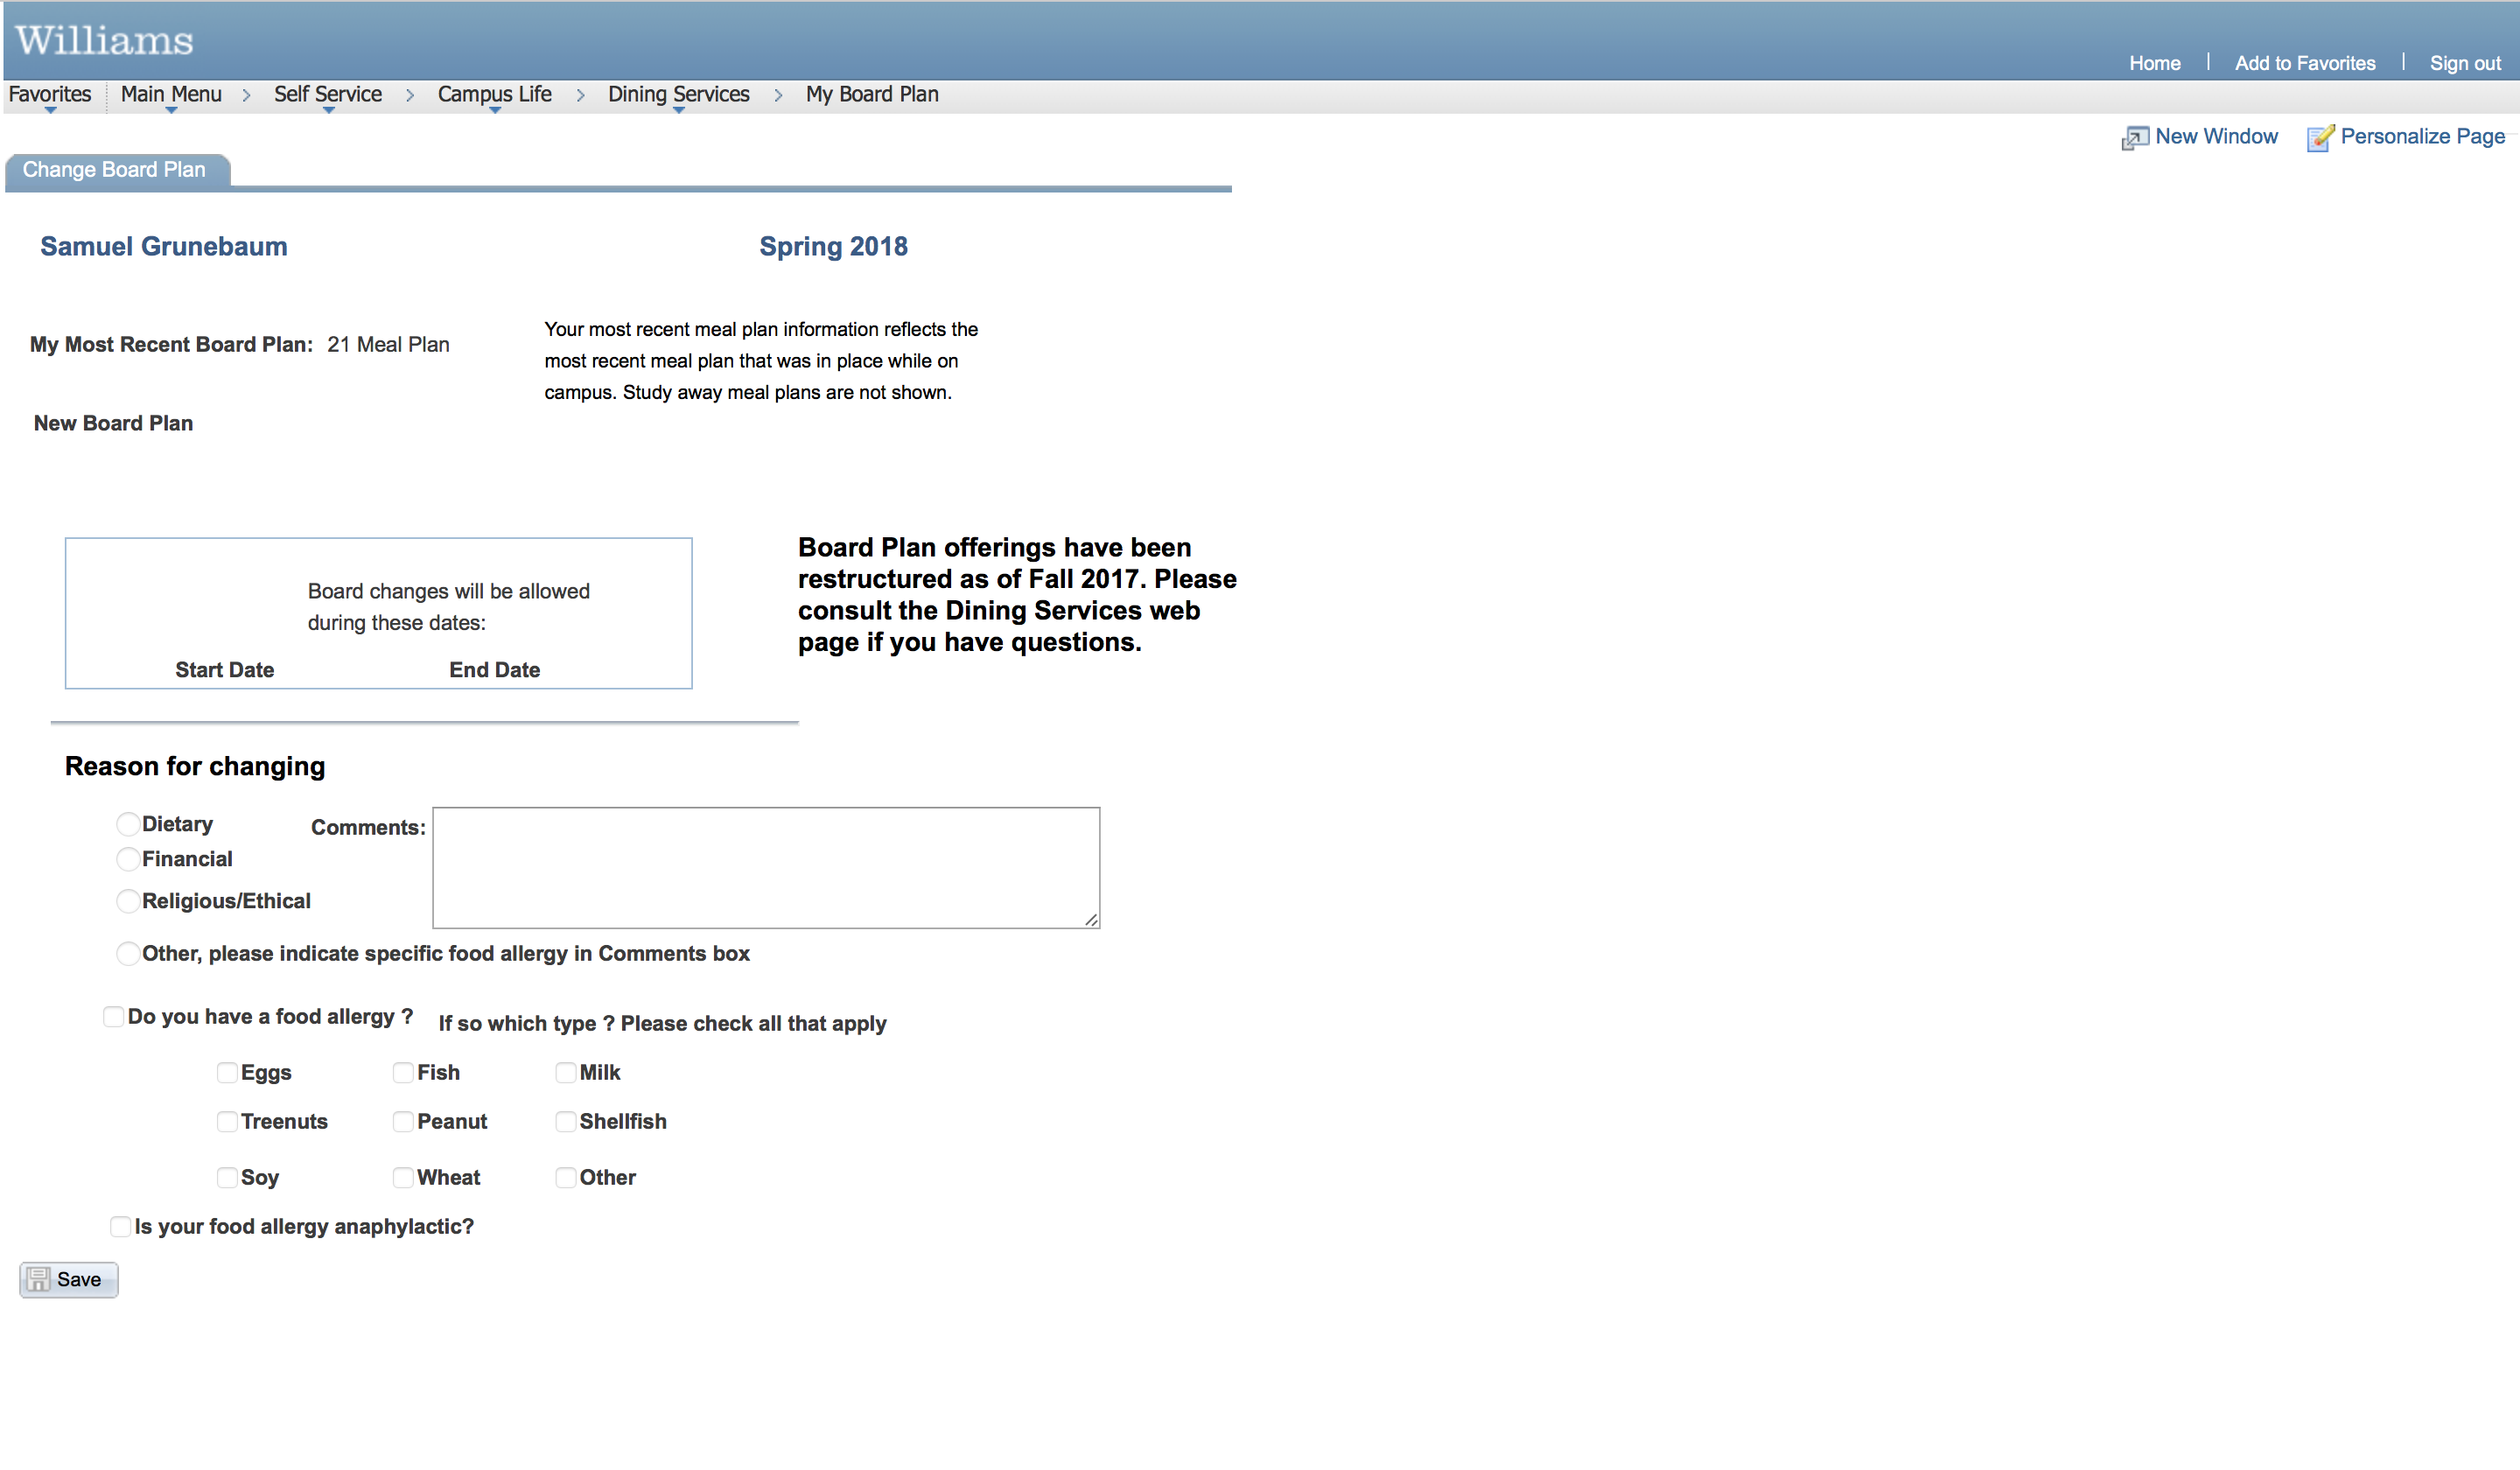 Williams
Home | Add to Favorites | Sign out
Favorites Main Menu > Self Service > Campus Life > Dining Services > My Board Plan
New Window Personalize Page
Change Board Plan
Samuel Grunebaum Spring 2018
My Most Recent Board Plan: 21 Meal Plan
Your most recent meal plan information reflects the
most recent meal plan that was in place while on
campus. Study away meal plans are not shown.
New Board Plan
Board changes will be allowed
during these dates:
Start Date End Date
Board Plan offerings have been
restructured as of Fall 2017. Please
consult the Dining Services web
page if you have questions.
Reason for changing
Dietary
Financial
Religious/Ethical
Comments:
Other, please indicate specific food allergy in Comments box
Do you have a food allergy ? If so which type ? Please check all that apply
Eggs Fish Milk
Treenuts Peanut Shellfish
Soy Wheat Other
Is your food allergy anaphylactic?
Save